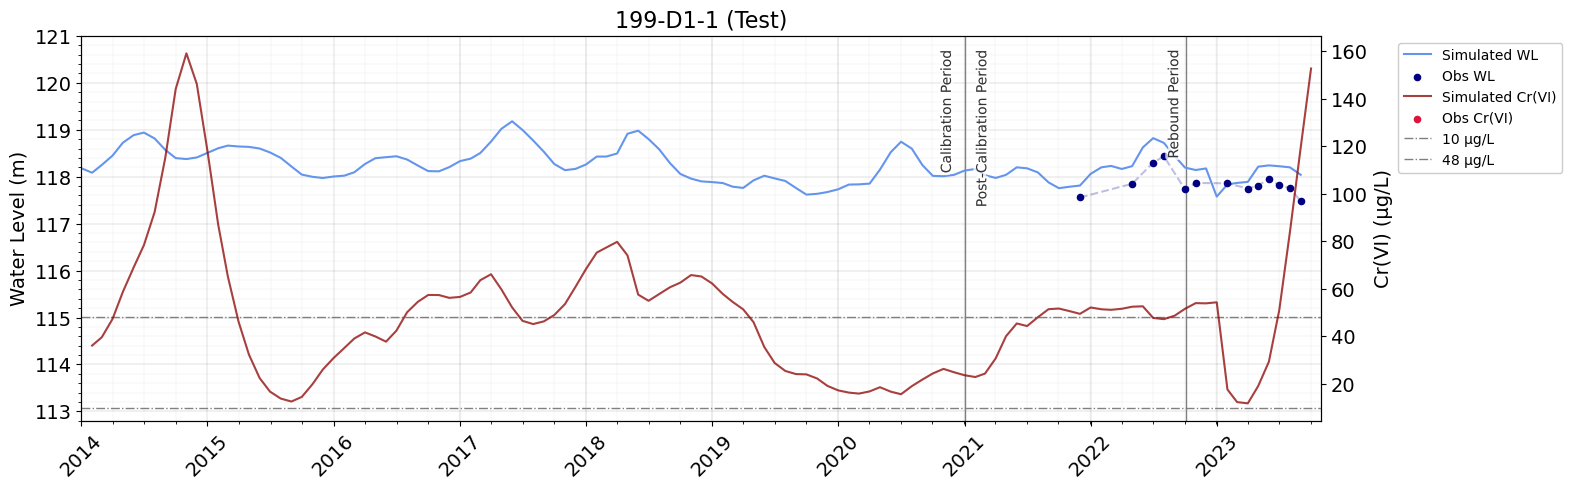 199-D1-1 (Test)
121
120
119
118
117
116
115
114
113
Water Level (m)
160
140
120
100
80
60
40
20
Cr(VI) (µg/L)
2014
2015
2016
2017
2018
2019
2020
2021
2022
2023
Calibration Period
Post-Calibration Period
Rebound Period
Simulated WL
Obs WL
Simulated Cr(VI)
Obs Cr(VI)
10 µg/L
48 µg/L